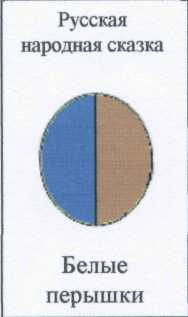 Русская
народная сказка
Белые
перышки